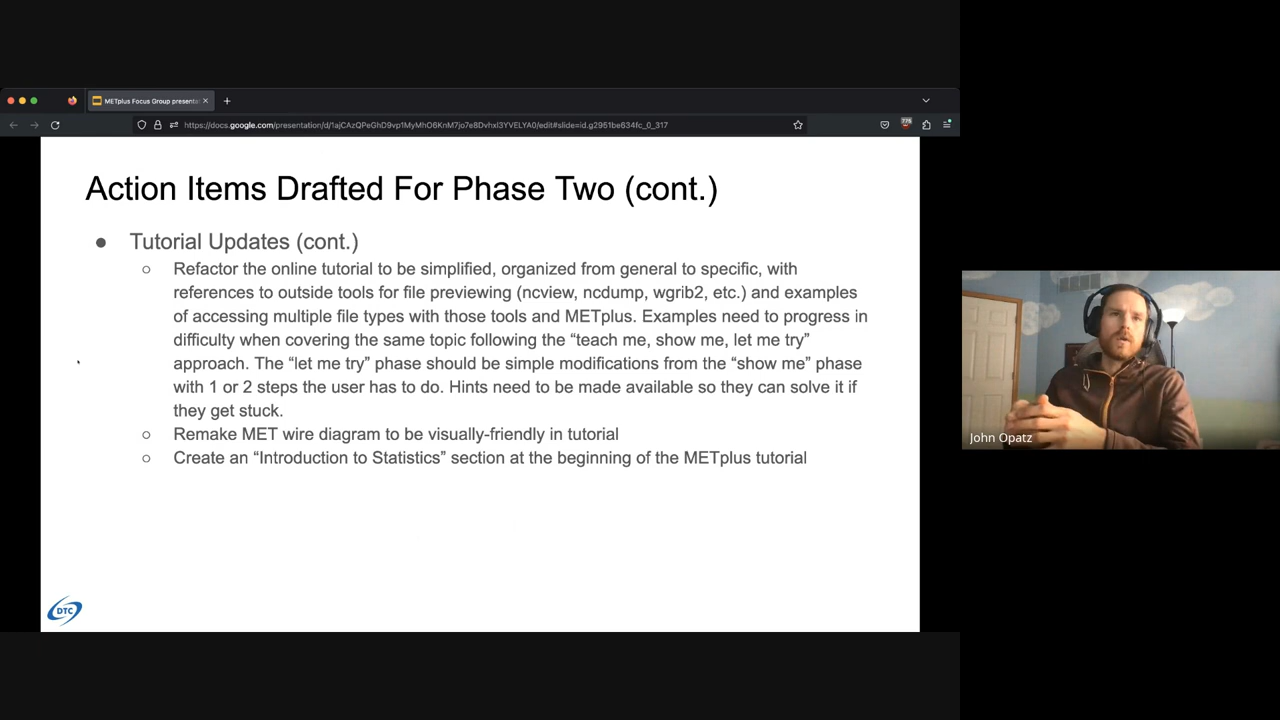 METplus Focus Group presentat
https://docs.google.com/presentation/d/1ajCAzQPeGhD9vp1MyMhO6KnM7jo7e8Dvhxl3YVELYA0/edit#slide=id.g2951be634fc_0_317
775
Action Items Drafted For Phase Two (cont.)
● Tutorial Updates (cont.)
○ Refactor the online tutorial to be simplified, organized from general to specific, with
references to outside tools for file previewing (ncview, ncdump, wgrib2, etc.) and examples
of accessing multiple file types with those tools and METplus. Examples need to progress in
difficulty when covering the same topic following the “teach me, show me, let me try”
approach. The “let me try” phase should be simple modifications from the “show me” phase
with 1 or 2 steps the user has to do. Hints need to be made available so they can solve it if
they get stuck.
○ Remake MET wire diagram to be visually-friendly in tutorial
○ Create an “Introduction to Statistics” section at the beginning of the METplus tutorial
DTC
John Opatz